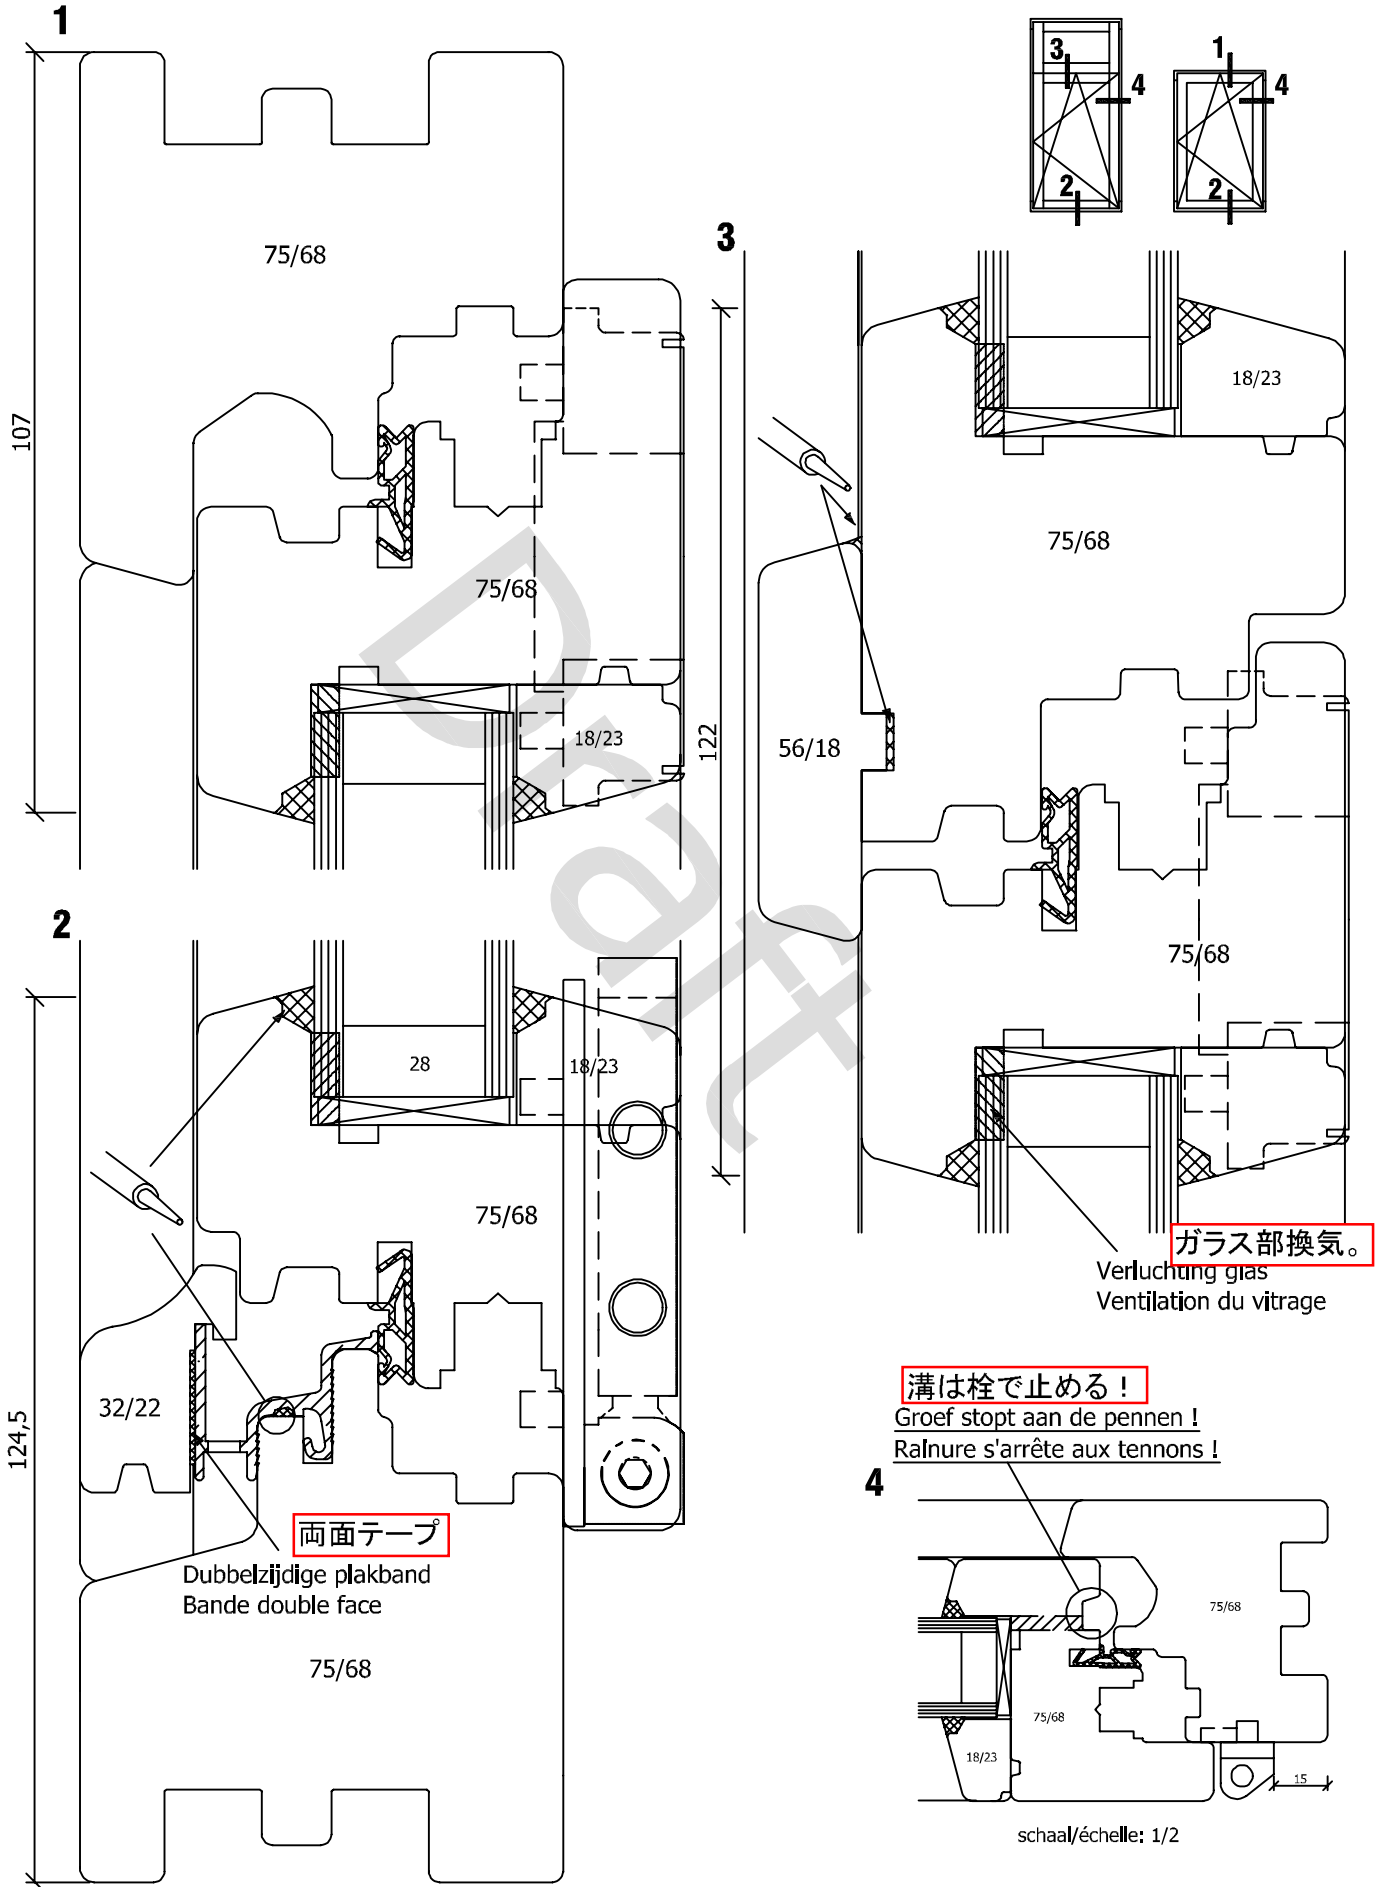 1
107
75/68
75/68
18/23
3
4
2
1
4
2
3
18/23
75/68
122
56/18
75/68
Draft
ガラス部換気。
Verluchting glas
Ventilation du vitrage
2
124,5
28
18/23
75/68
32/22
両面テープ
Dubbelzijdige plakband
Bande double face
75/68
溝は栓で止める！
Groef stopt aan de pennen !
Rainure s'arrête aux tennons !
4
75/68
75/68
18/23
15
schaal/échelle: 1/2